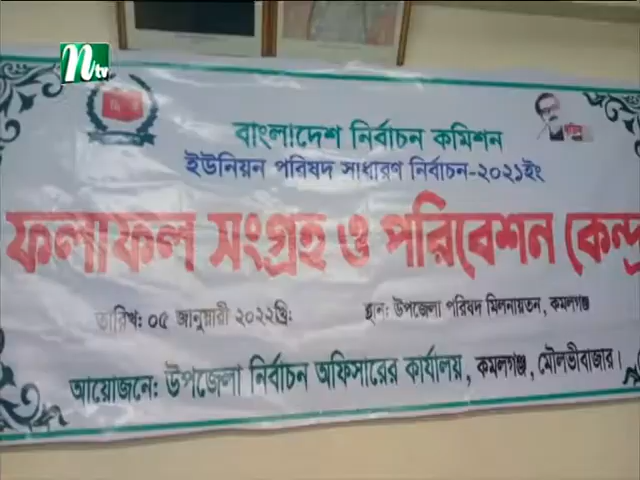 Ntv
বাংলাদেশ নির্বাচন কমিশন
ইউনিয়ন পরিষদ সাধারণ নির্বাচন-২০২১ইং
ফলাফল সংগ্রহ ও পরিবেশন কেন্দ্র
তারিখ: ০৫ জানুয়ারী ২০২২খ্রি: স্থান: উপজেলা পরিষদ মিলনায়তন, কমলগঞ্জ
আয়োজনে: উপজেলা নির্বাচন অফিসারের কার্যালয়, কমলগঞ্জ, মৌলভীবাজার।